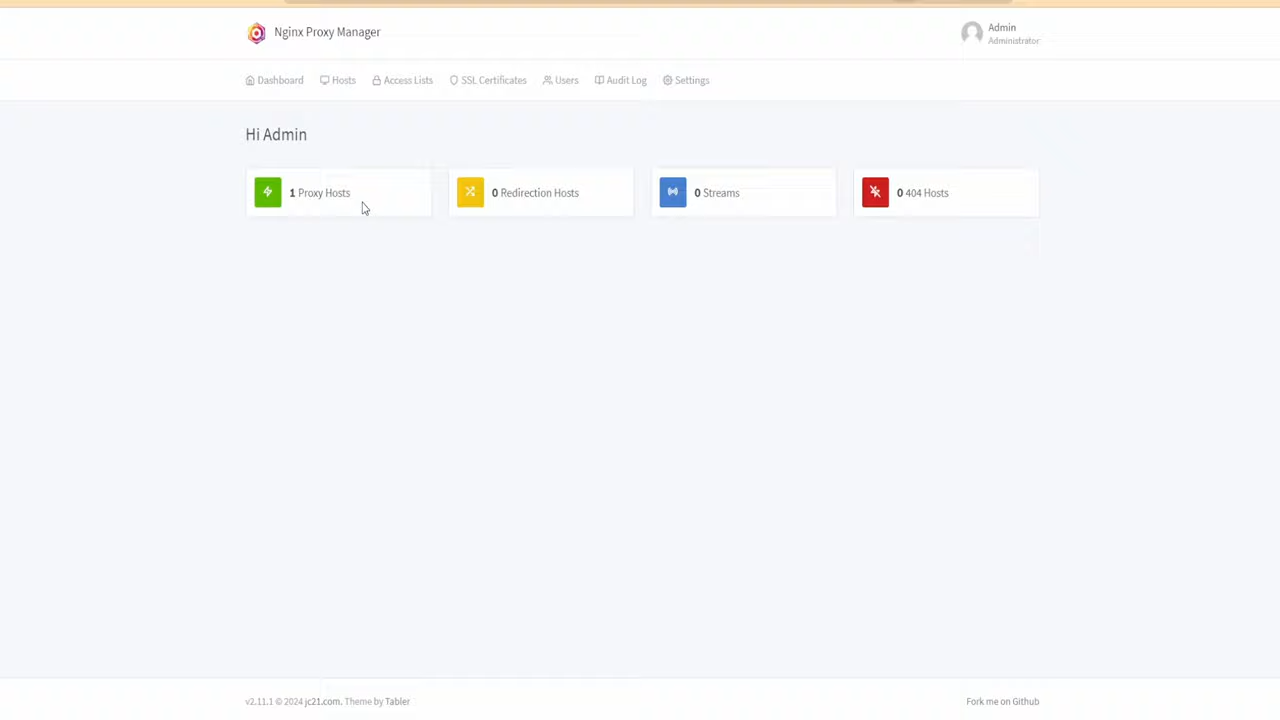 Nginx Proxy Manager
Admin
Administrator
Dashboard Hosts Access Lists SSL Certificates Users Audit Log Settings
Hi Admin
1 Proxy Hosts
0 Redirection Hosts
0 Streams
0 404 Hosts
v2.11.1 © 2024 jc21.com. Theme by Tabler
Fork me on Github